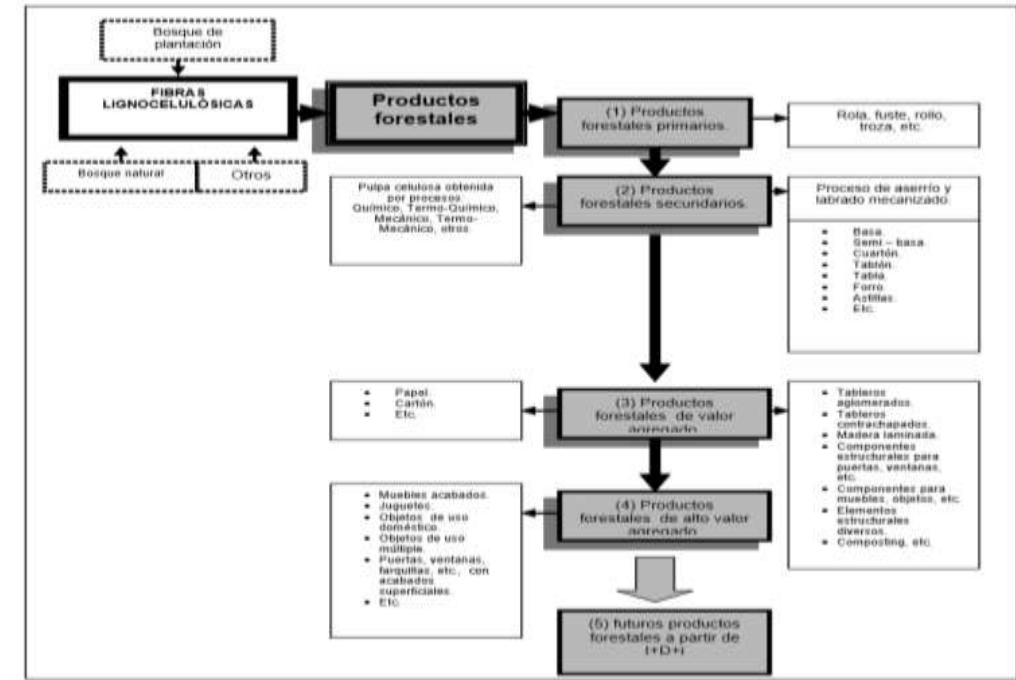 Bosque de
plantación
FIBRAS
LIGNOCELULÓSICAS
Bosque natural
Otros
Productos
forestales
(1) Productos
forestales primarios.
Rola, fuste, rollo,
troza, etc.
(2) Productos
forestales secundarios.
Pulpa celulosa obtenida
por procesos
Químico, Termo-Químico,
Mecánico, Termo-
Mecánico, otros
Proceso de aserrío y
labrado mecanizado.
• Basa.
• Semi – basa.
• Cuartón.
• Tablón.
• Tabla.
• Forro.
• Astillas.
• Etc.
(3) Productos
forestales de valor
agregado
• Papel.
• Cartón.
• Etc.
• Tableros
aglomerados.
• Tableros
contrachapados.
• Madera laminada.
• Componentes
estructurales para
puertas, ventanas,
etc.
• Componentes para
muebles, objetos, etc.
• Elementos
estructurales
diversos.
• Composting, etc.
(4) Productos
forestales de alto valor
agregado
• Muebles acabados.
• Juguetes.
• Objetos de uso
doméstico.
• Objetos de uso
múltiple.
• Puertas, ventanas,
etc., con
acabados
superficiales.
• Etc.
(5) futuros productos
forestales a partir de
I+D+i